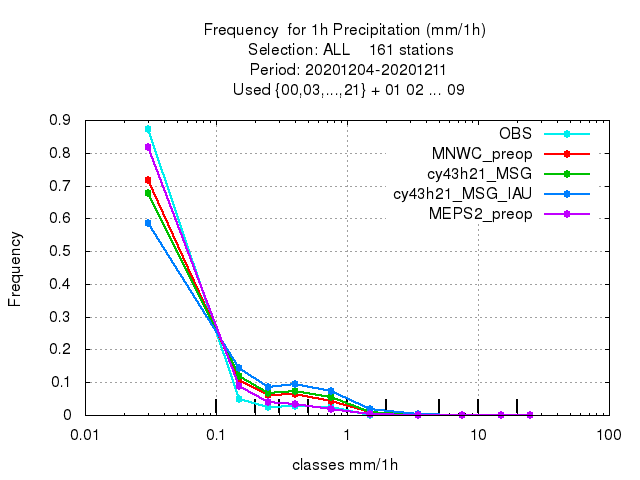 Frequency  for 1h Precipitation (mm/1h)
Selection: ALL    161 stations
Period: 20201204-20201211
Used {00,03,...,21} + 01 02 ... 09
OBS
MNWC_preop
cy43h21_MSG
cy43h21_MSG_IAU
MEPS2_preop
Frequency
0.9
0.8
0.7
0.6
0.5
0.4
0.3
0.2
0.1
0
0.01 0.1 1 10 100
classes mm/1h